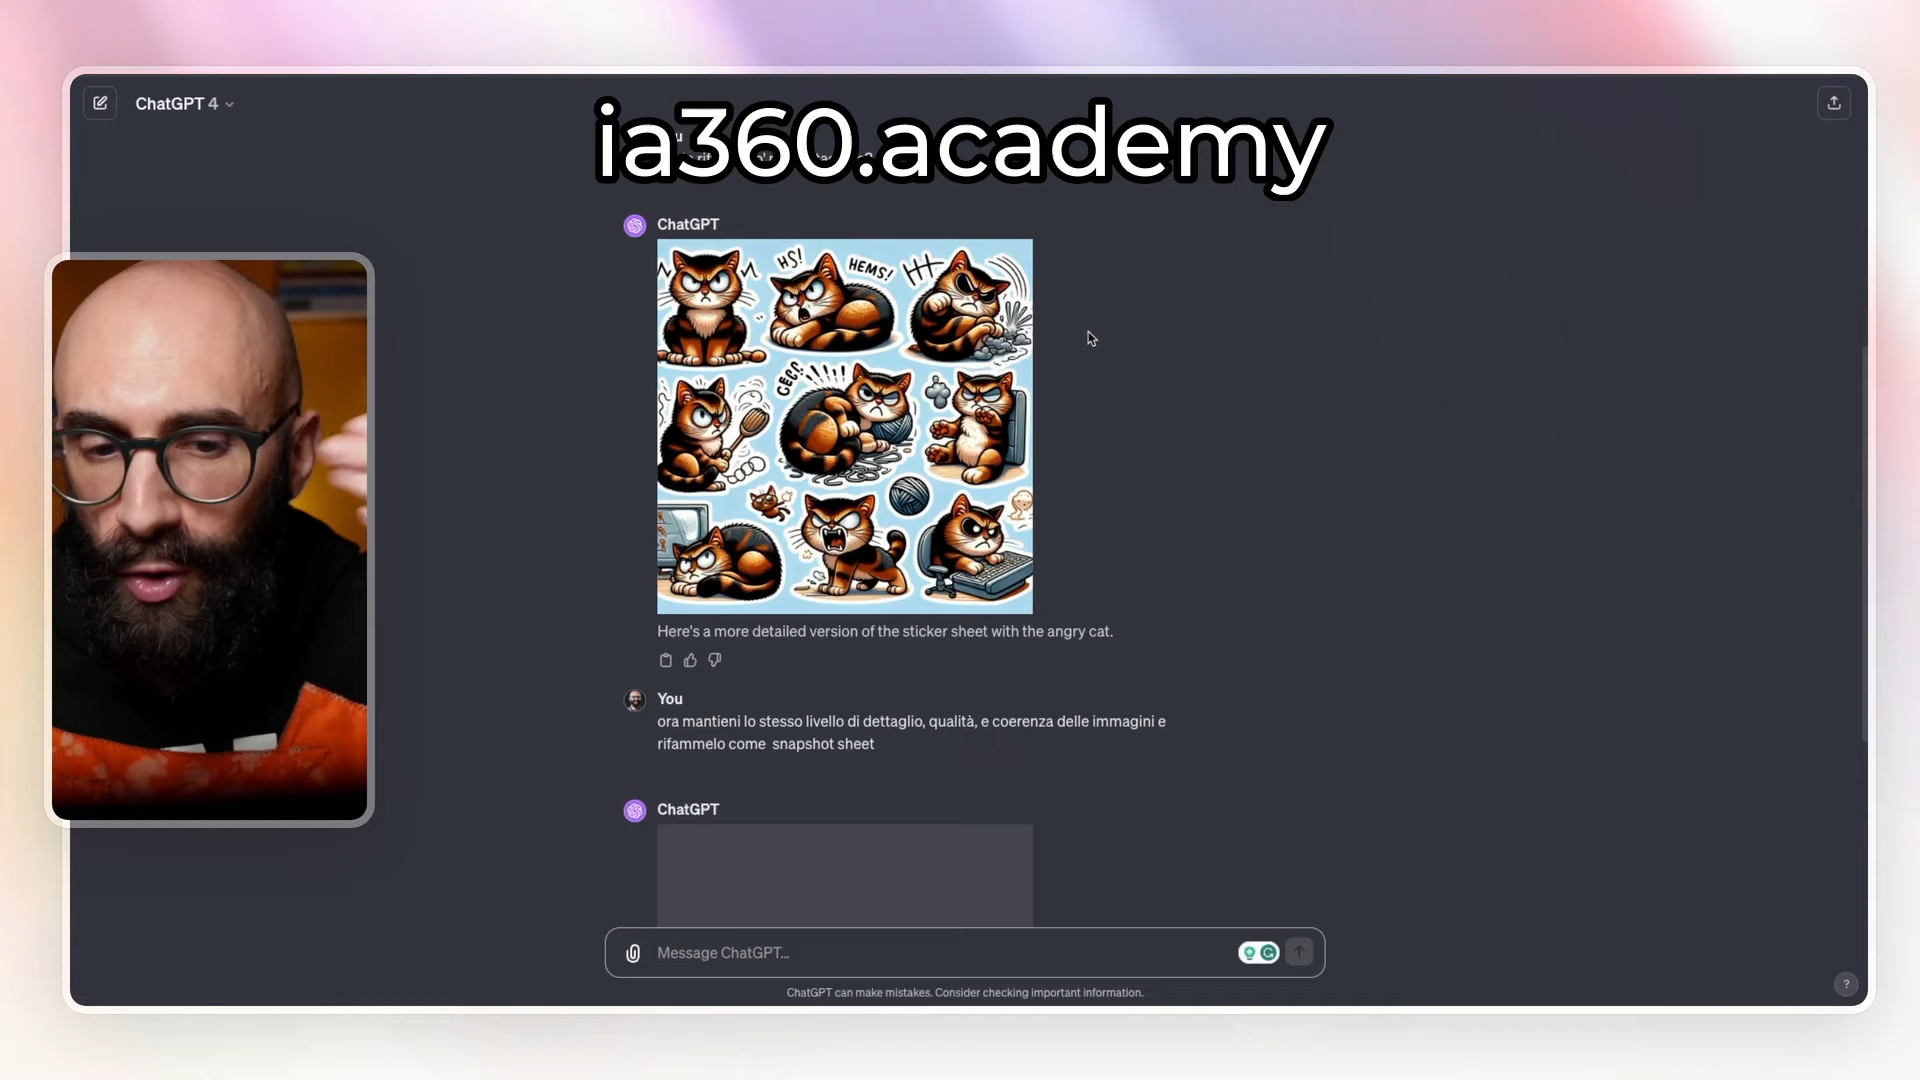 ChatGPT 4
ia360.academy
ChatGPT
HS!
HEMS!
Here's a more detailed version of the sticker sheet with the angry cat.
You
ora mantieni lo stesso livello di dettaglio, qualità, e coerenza delle immagini e
rifammelo come snapshot sheet
ChatGPT
Message ChatGPT...
ChatGPT can make mistakes. Consider checking important information.
?